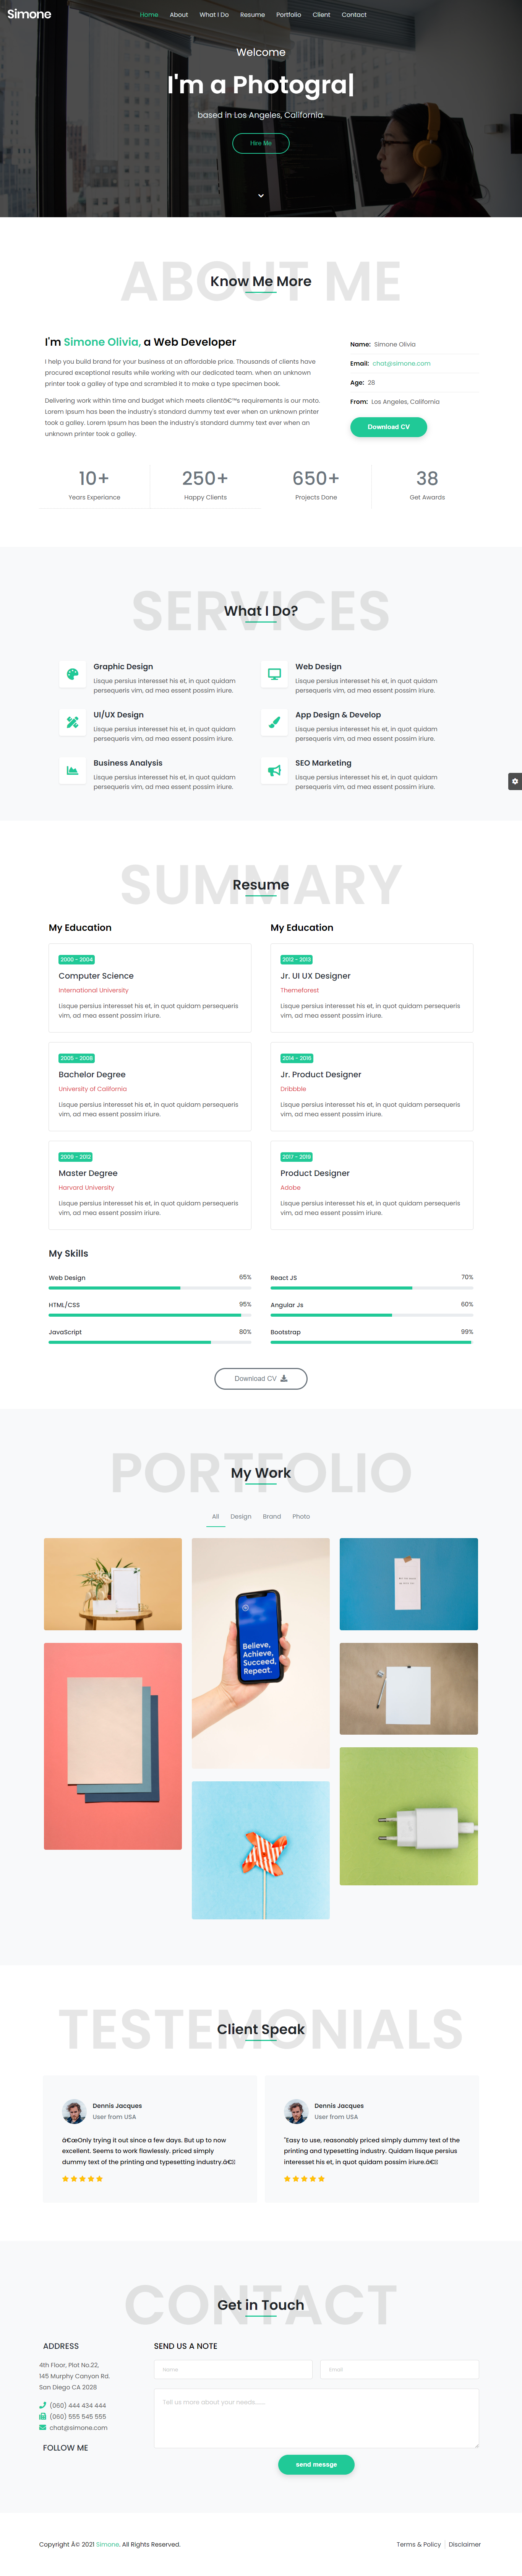 Simone
Home About What I Do Resume Portfolio Client Contact
Welcome
I'm a Photogra|
based in Los Angeles, California.
Hire Me
ABOUT ME
Know Me More
I'm Simone Olivia, a Web Developer
I help you build brand for your business at an affordable price. Thousands of clients have
procured exceptional results while working with our dedicated team. when an unknown
printer took a galley of type and scrambled it to make a type specimen book.
Delivering work within time and budget which meets clientâ€™s requirements is our moto.
Lorem Ipsum has been the industry's standard dummy text ever when an unknown printer
took a galley. Lorem Ipsum has been the industry's standard dummy text ever when an
unknown printer took a galley.
Name: Simone Olivia
Email: chat@simone.com
Age: 28
From: Los Angeles, California
Download CV
10+ 250+ 650+ 38
Years Experiance Happy Clients Projects Done Get Awards
SERVICES
What I Do?
Graphic Design
Lisque persius interesset his et, in quot quidam
persequeris vim, ad mea essent possim iriure.
Web Design
Lisque persius interesset his et, in quot quidam
persequeris vim, ad mea essent possim iriure.
UI/UX Design
Lisque persius interesset his et, in quot quidam
persequeris vim, ad mea essent possim iriure.
App Design & Develop
Lisque persius interesset his et, in quot quidam
persequeris vim, ad mea essent possim iriure.
Business Analysis
Lisque persius interesset his et, in quot quidam
persequeris vim, ad mea essent possim iriure.
SEO Marketing
Lisque persius interesset his et, in quot quidam
persequeris vim, ad mea essent possim iriure.
SUMMARY
Resume
My Education
2000 - 2004
Computer Science
International University
Lisque persius interesset his et, in quot quidam persequeris
vim, ad mea essent possim iriure.
2005 - 2008
Bachelor Degree
University of California
Lisque persius interesset his et, in quot quidam persequeris
vim, ad mea essent possim iriure.
2009 - 2012
Master Degree
Harvard University
Lisque persius interesset his et, in quot quidam persequeris
vim, ad mea essent possim iriure.
My Education
2012 - 2013
Jr. UI UX Designer
Themeforest
Lisque persius interesset his et, in quot quidam persequeris
vim, ad mea essent possim iriure.
2014 - 2016
Jr. Product Designer
Dribbble
Lisque persius interesset his et, in quot quidam persequeris
vim, ad mea essent possim iriure.
2017 - 2019
Product Designer
Adobe
Lisque persius interesset his et, in quot quidam persequeris
vim, ad mea essent possim iriure.
My Skills
Web Design 65%
React JS 70%
HTML/CSS 95%
Angular Js 60%
JavaScript 80%
Bootstrap 99%
Download CV
PORTFOLIO
My Work
All Design Brand Photo
Believe,
Achieve,
Succeed,
Repeat.
TESTEMONIALS
Client Speak
Dennis Jacques
User from USA
â€œOnly trying it out since a few days. But up to now
excellent. Seems to work flawlessly. priced simply
dummy text of the printing and typesetting industry.â€
Dennis Jacques
User from USA
"Easy to use, reasonably priced simply dummy text of the
printing and typesetting industry. Quidam lisque persius
interesset his et, in quot quidam possim iriure.â€
CONTACT
Get in Touch
ADDRESS
4th Floor, Plot No.22,
145 Murphy Canyon Rd.
San Diego CA 2028
(060) 444 434 444
(060) 555 545 555
chat@simone.com
FOLLOW ME
SEND US A NOTE
Name
Email
Tell us more about your needs........
send message
Copyright Â© 2021 Simone. All Rights Reserved.
Terms & Policy Disclaimer